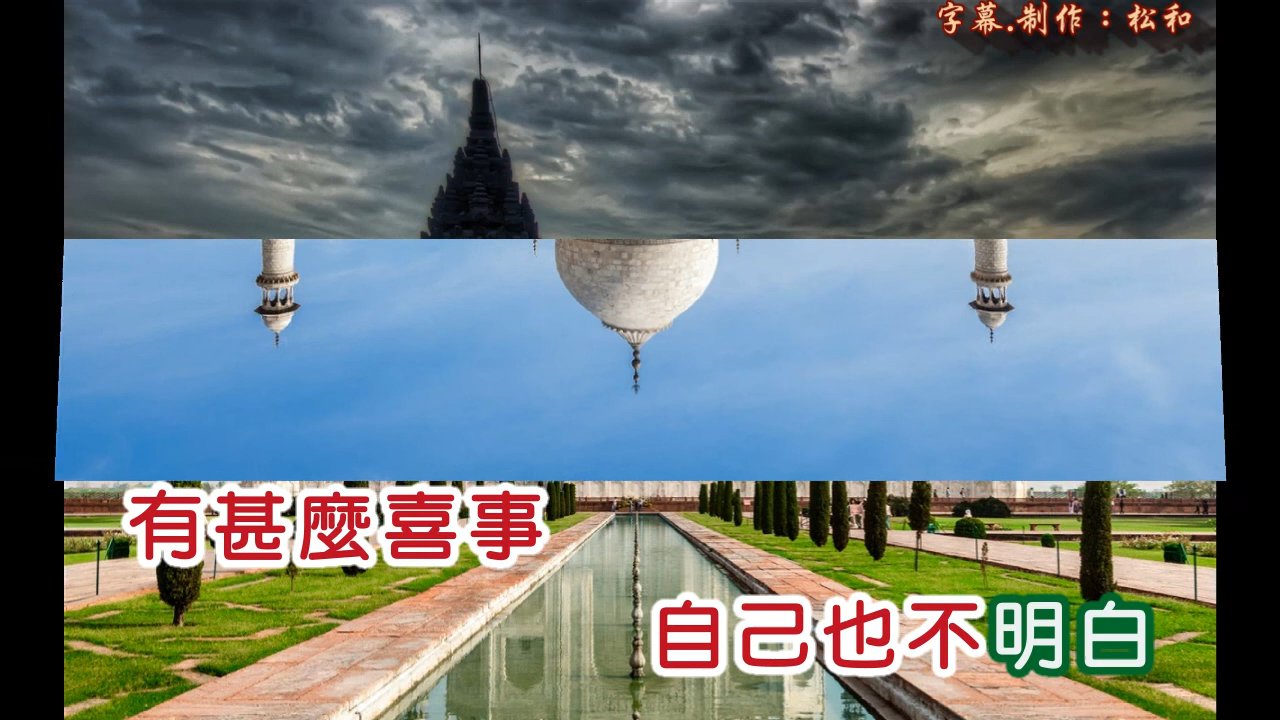 字幕.制作：松和
有甚麼喜事
自己也不明白